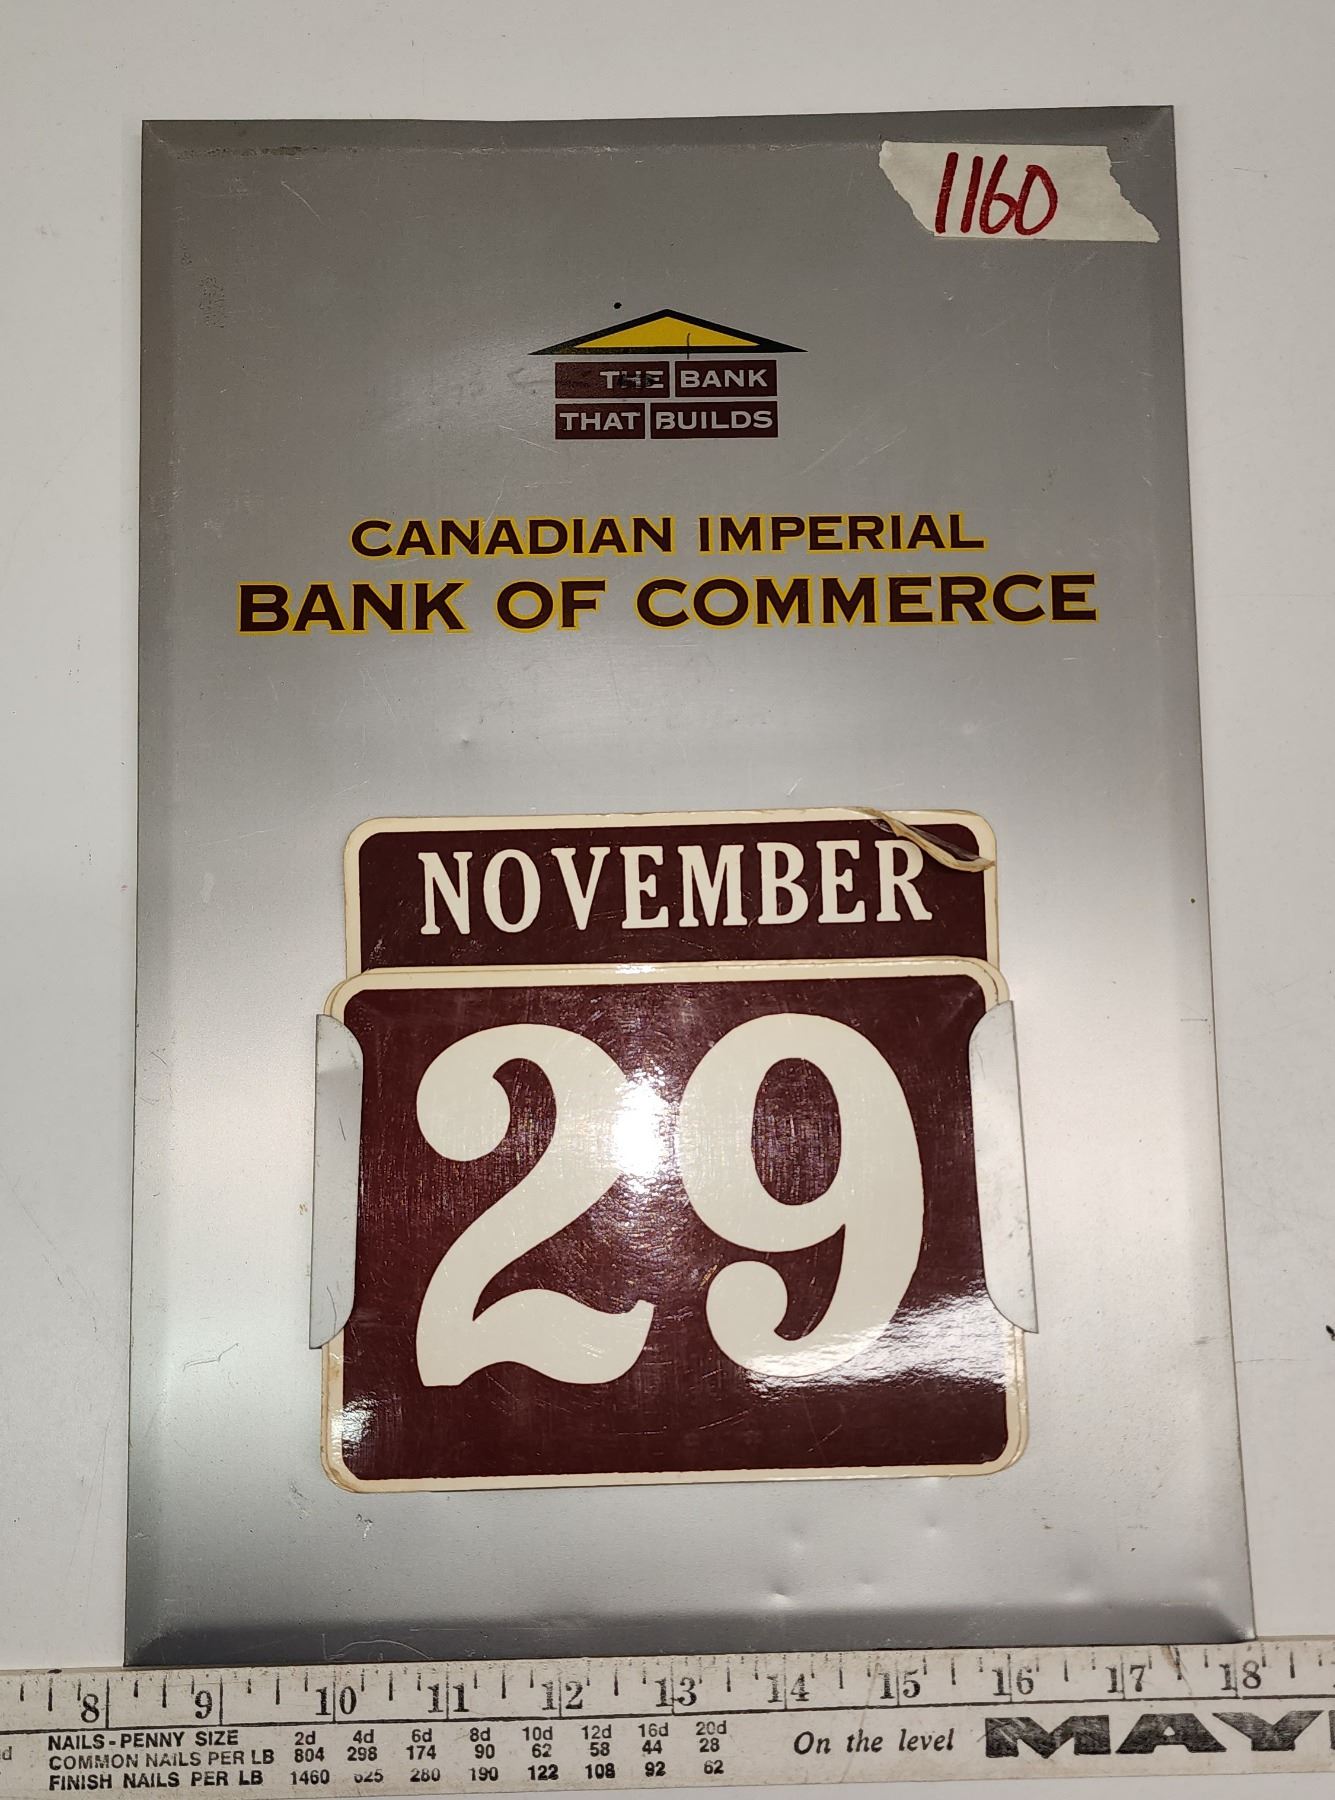 1160
THE BANK
THAT BUILDS
CANADIAN IMPERIAL
BANK OF COMMERCE
NOVEMBER
29
8 9 10 11 12 13 14 15 16 17 18
NAILS - PENNY SIZE 2d 4d 6d 8d 10d 12d 16d 20d
COMMON NAILS PER LB 804 298 174 90 62 58 44 28
FINISH NAILS PER LB 1460 625 280 190 122 108 92 62
On the level MAY